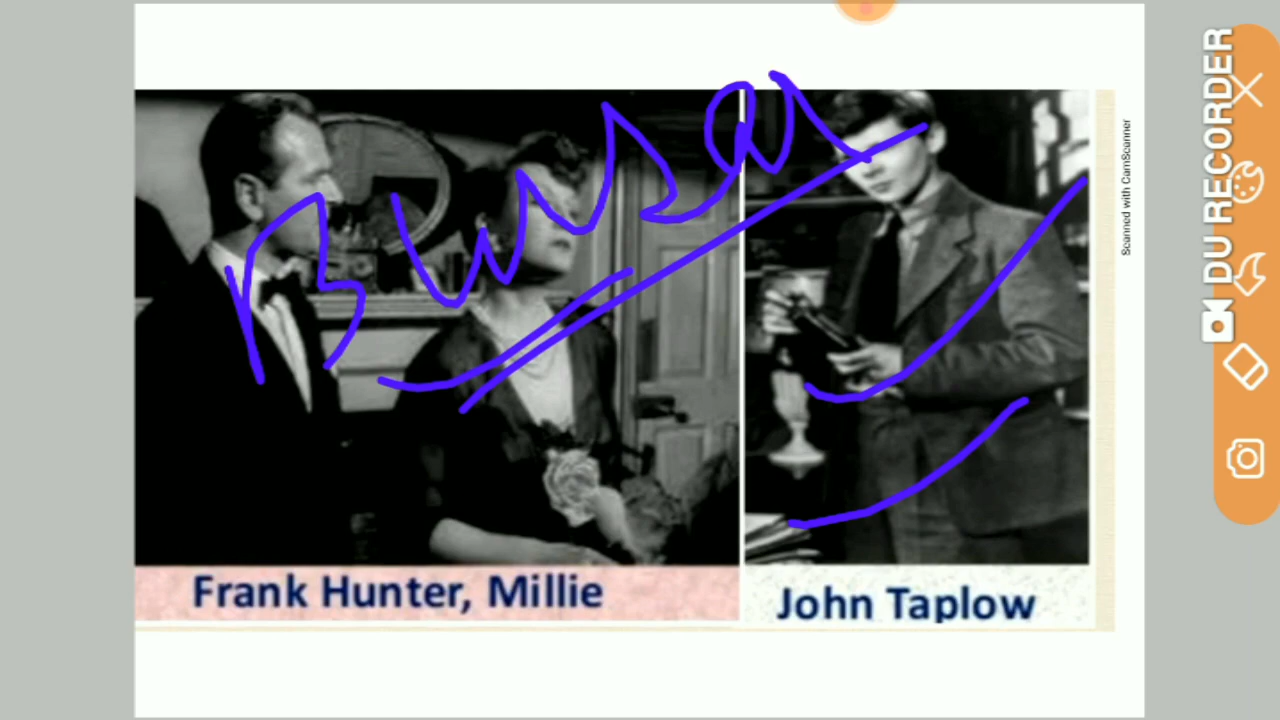 Frank Hunter, Millie
John Taplow
Scanned with CamScanner
DU RECORDER